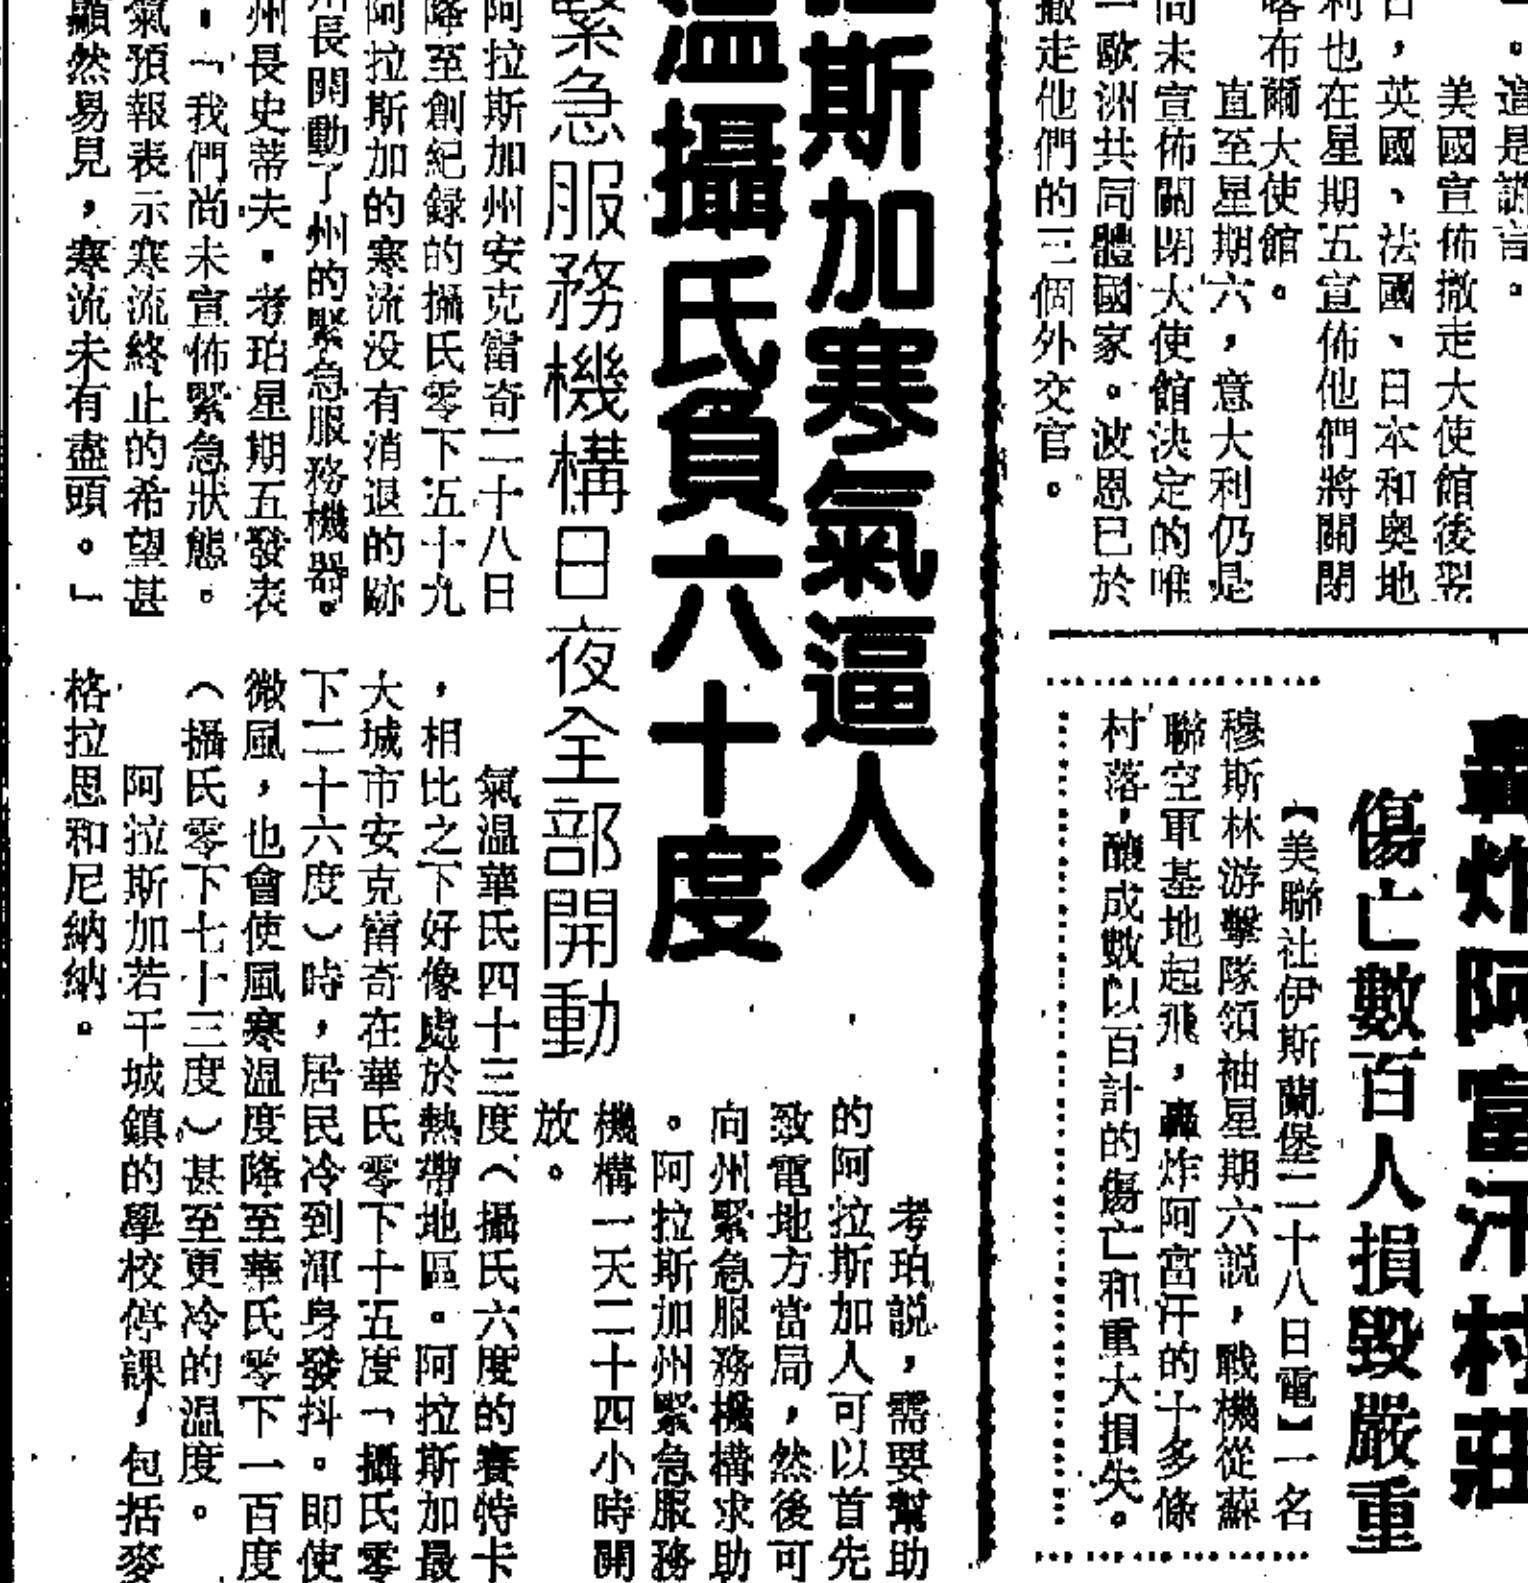 。這是謊言。
美國宣佈撤走大使館後翌
日，英國、法國、日本和奧地
利也在星期五宣佈他們將關閉
喀布爾大使館。
直至星期六，意大利仍是
尚未宣佈關閉大使館決定的唯
一歐洲共同體國家。波恩已於
撤走他們的三個外交官。
轟炸阿富汗村莊
傷亡數百人損毀嚴重
【美聯社伊斯蘭堡二十八日電】一名
穆斯林游擊隊領袖星期六説，戰機從蘇
聯空軍基地起飛，轟炸阿富汗的十多條
村落，釀成數以百計的傷亡和重大損失。
斯加寒氣逼人
溫攝氏負六十度
緊急服務機構日夜全部開動
阿拉斯加州安克雷奇二十八日
降至創紀録的攝氏零下五十九
阿拉斯加的寒流没有消退的跡
州長開動了州的緊急服務機器。
州長史蒂夫・考珀星期五發表
：「我們尚未宣佈緊急狀態。
氣預報表示寒流終止的希望甚
顯然易見，寒流未有盡頭。」
考珀説，需要幫助
的阿拉斯加人可以首先
致電地方當局，然後可
向州緊急服務機構求助
。阿拉斯加州緊急服務
機構一天二十四小時開
放。
氣温華氏四十三度（攝氏六度的賽特卡
，相比之下好像處於熱帶地區。阿拉斯加最
大城市安克雷奇在華氏零下十五度「攝氏零
下二十六度）時，居民冷到渾身發抖。即使
微風，也會使風寒温度降至華氏零下一百度
（攝氏零下七十三度）甚至更冷的温度。
阿拉斯加若干城鎮的學校停課，包括麥
格拉思和尼納納。